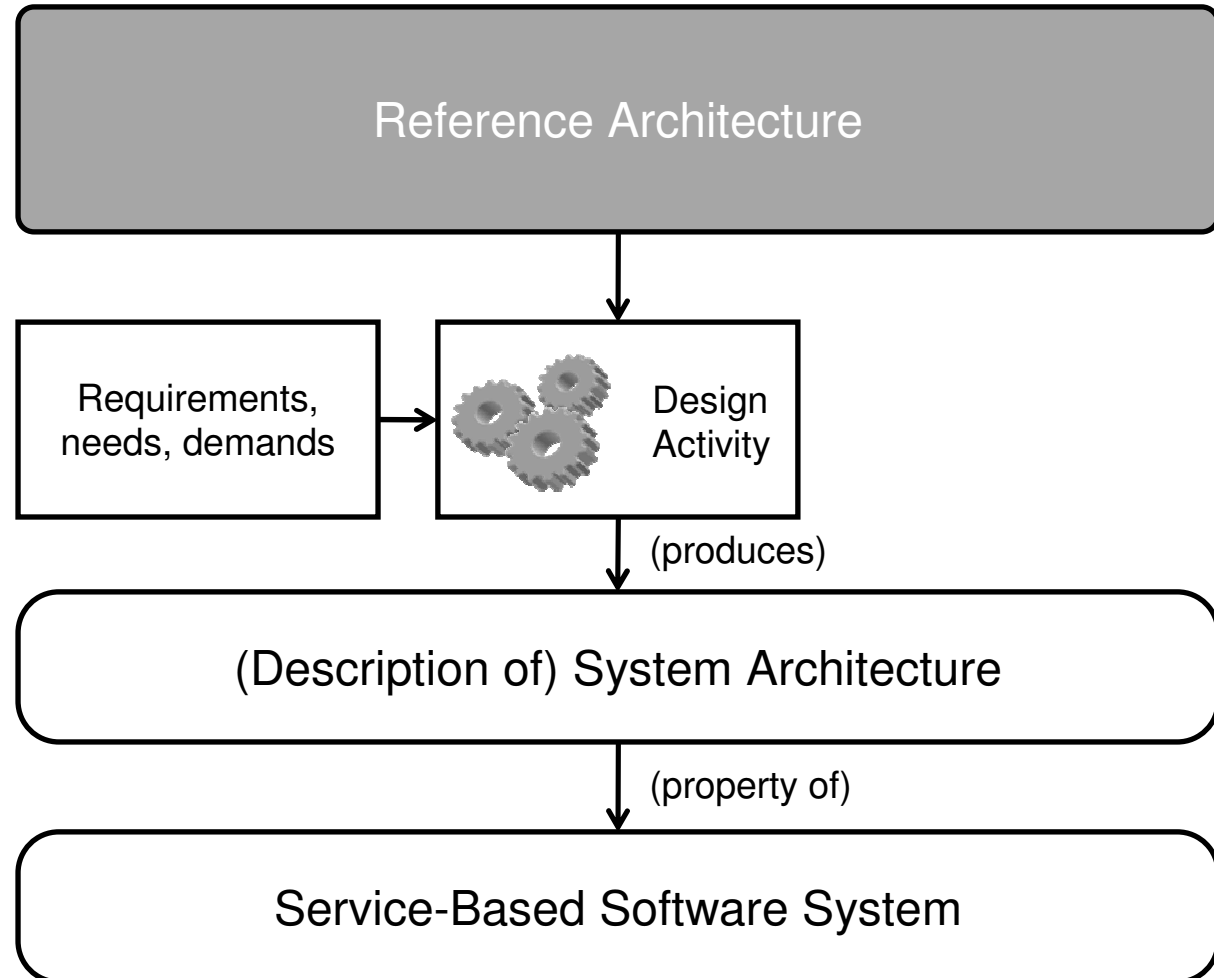 Reference Architecture
Requirements,
needs, demands
Design
Activity
(produces)
(Description of) System Architecture
(property of)
Service-Based Software System